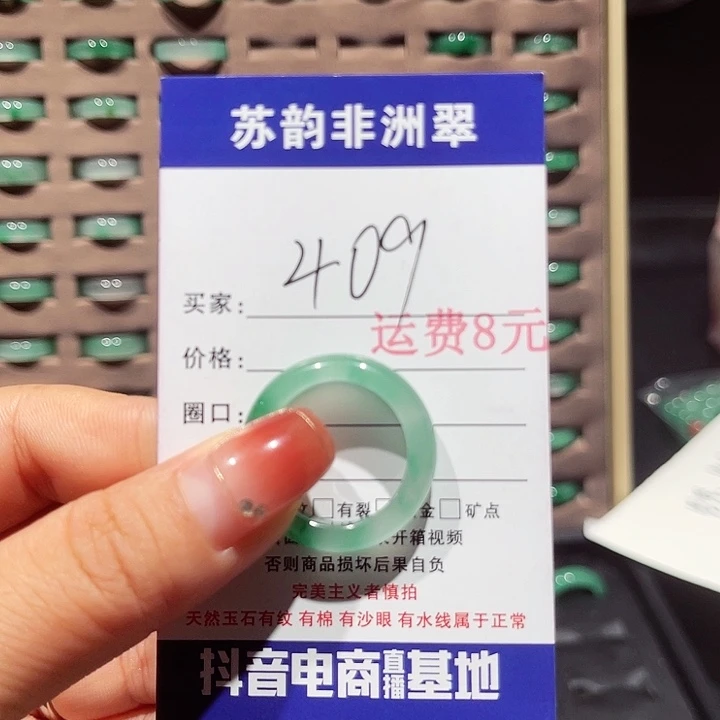 苏韵非洲翠
买家: 409
运费8元
价格:
圈口:
有裂 金 矿点
开箱视频
否则商品损坏后果自负
完美主义者慎拍
天然玉石有纹 有棉 有沙眼 有水线属于正常
抖音电商直播基地